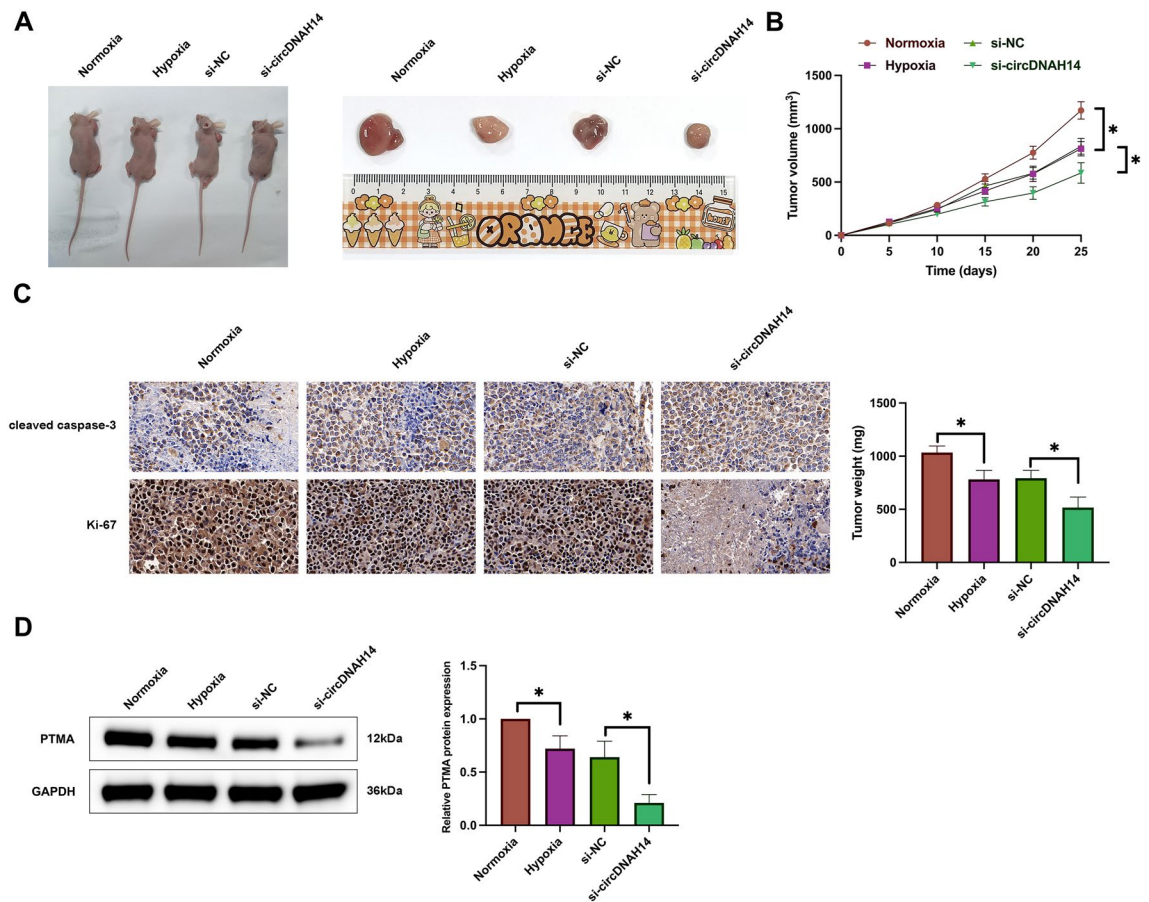 A
Normoxia
Hypoxia
si-NC
si-circDNAH14
Normoxia
Hypoxia
si-NC
si-circDNAH14
0 1 2 3 4 5 6 7 8 9 10 11 12 13 14 15
ORANGE
honey
B
Normoxia
si-NC
Hypoxia
si-circDNAH14
Tumor volume (mm³)
1500
1000
500
0
*
*
0 5 10 15 20 25
Time (days)
C
Normoxia
Hypoxia
si-NC
si-circDNAH14
cleaved caspase-3
Ki-67
Tumor weight (mg)
1500
1000
500
0
*
*
Normoxia
Hypoxia
si-NC
si-circDNAH14
D
Normoxia
Hypoxia
si-NC
si-circDNAH14
PTMA
12kDa
GAPDH
36kDa
Relative PTMA protein expression
1.5
1.0
0.5
0.0
*
*
Normoxia
Hypoxia
si-NC
si-circDNAH14